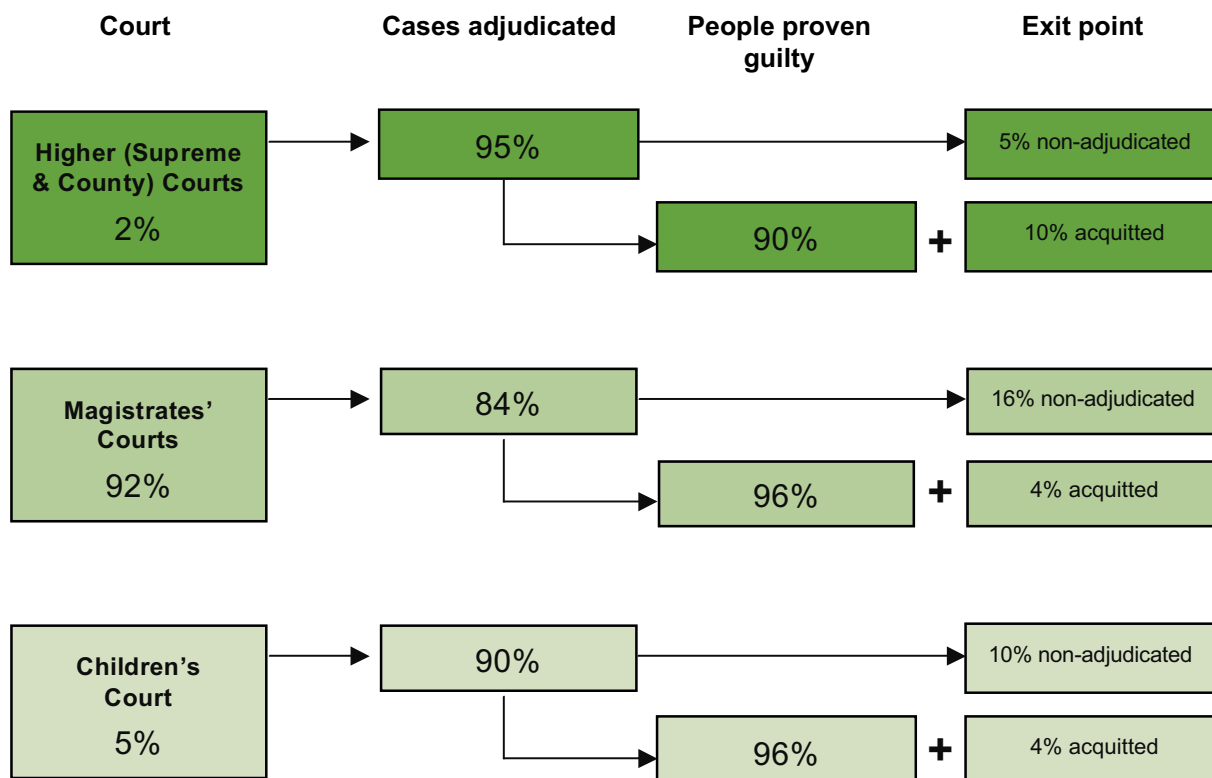 Court
Cases adjudicated
People proven
guilty
Exit point
Higher (Supreme
& County) Courts
2%
95%
5% non-adjudicated
90%
+
10% acquitted
Magistrates’
Courts
92%
84%
16% non-adjudicated
96%
+
4% acquitted
Children’s
Court
5%
90%
10% non-adjudicated
96%
+
4% acquitted